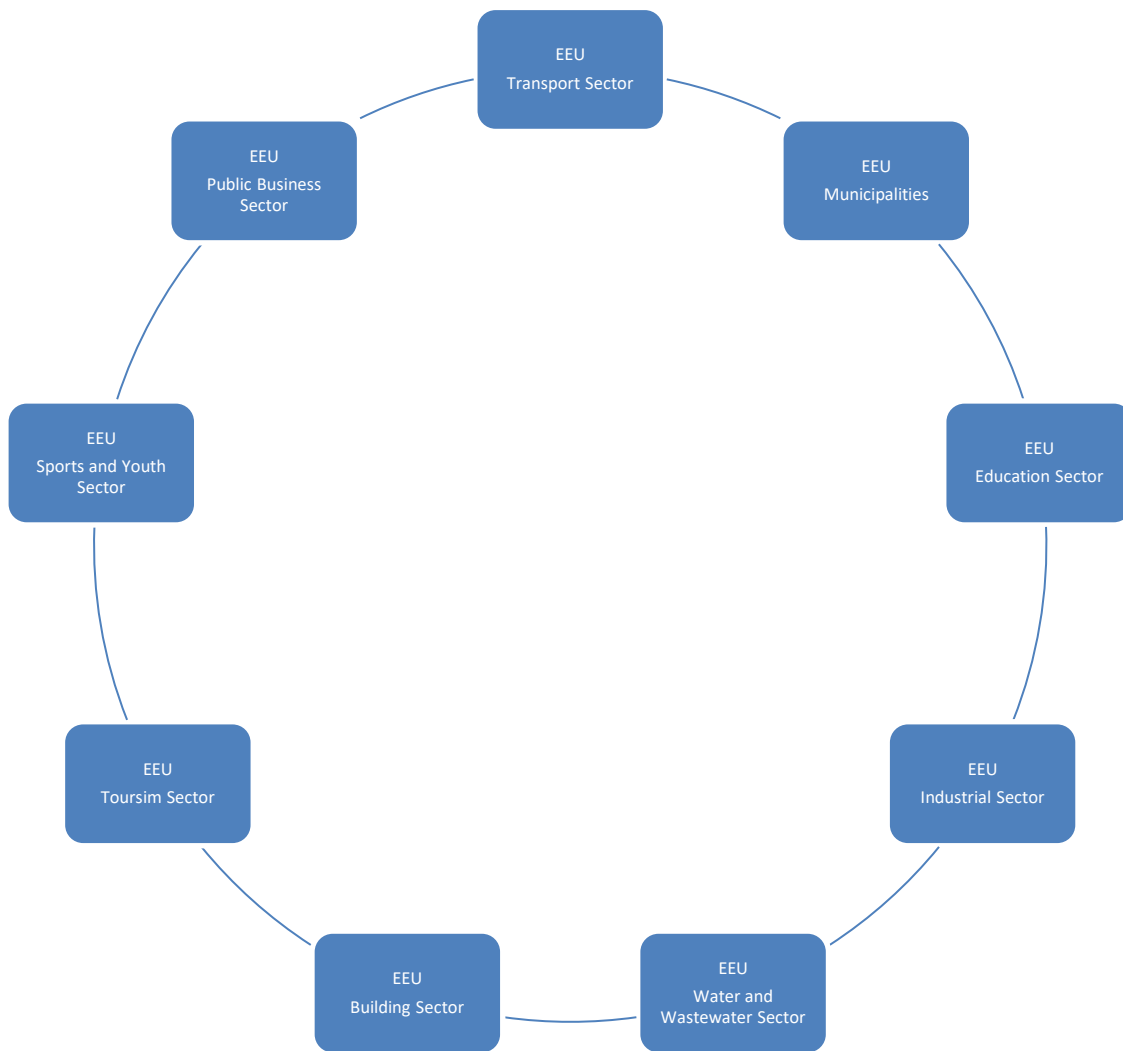 EEU
Transport Sector
EEU
Municipalities
EEU
Education Sector
EEU
Industrial Sector
EEU
Water and
Wastewater Sector
EEU
Building Sector
EEU
Toursim Sector
EEU
Sports and Youth
Sector
EEU
Public Business
Sector